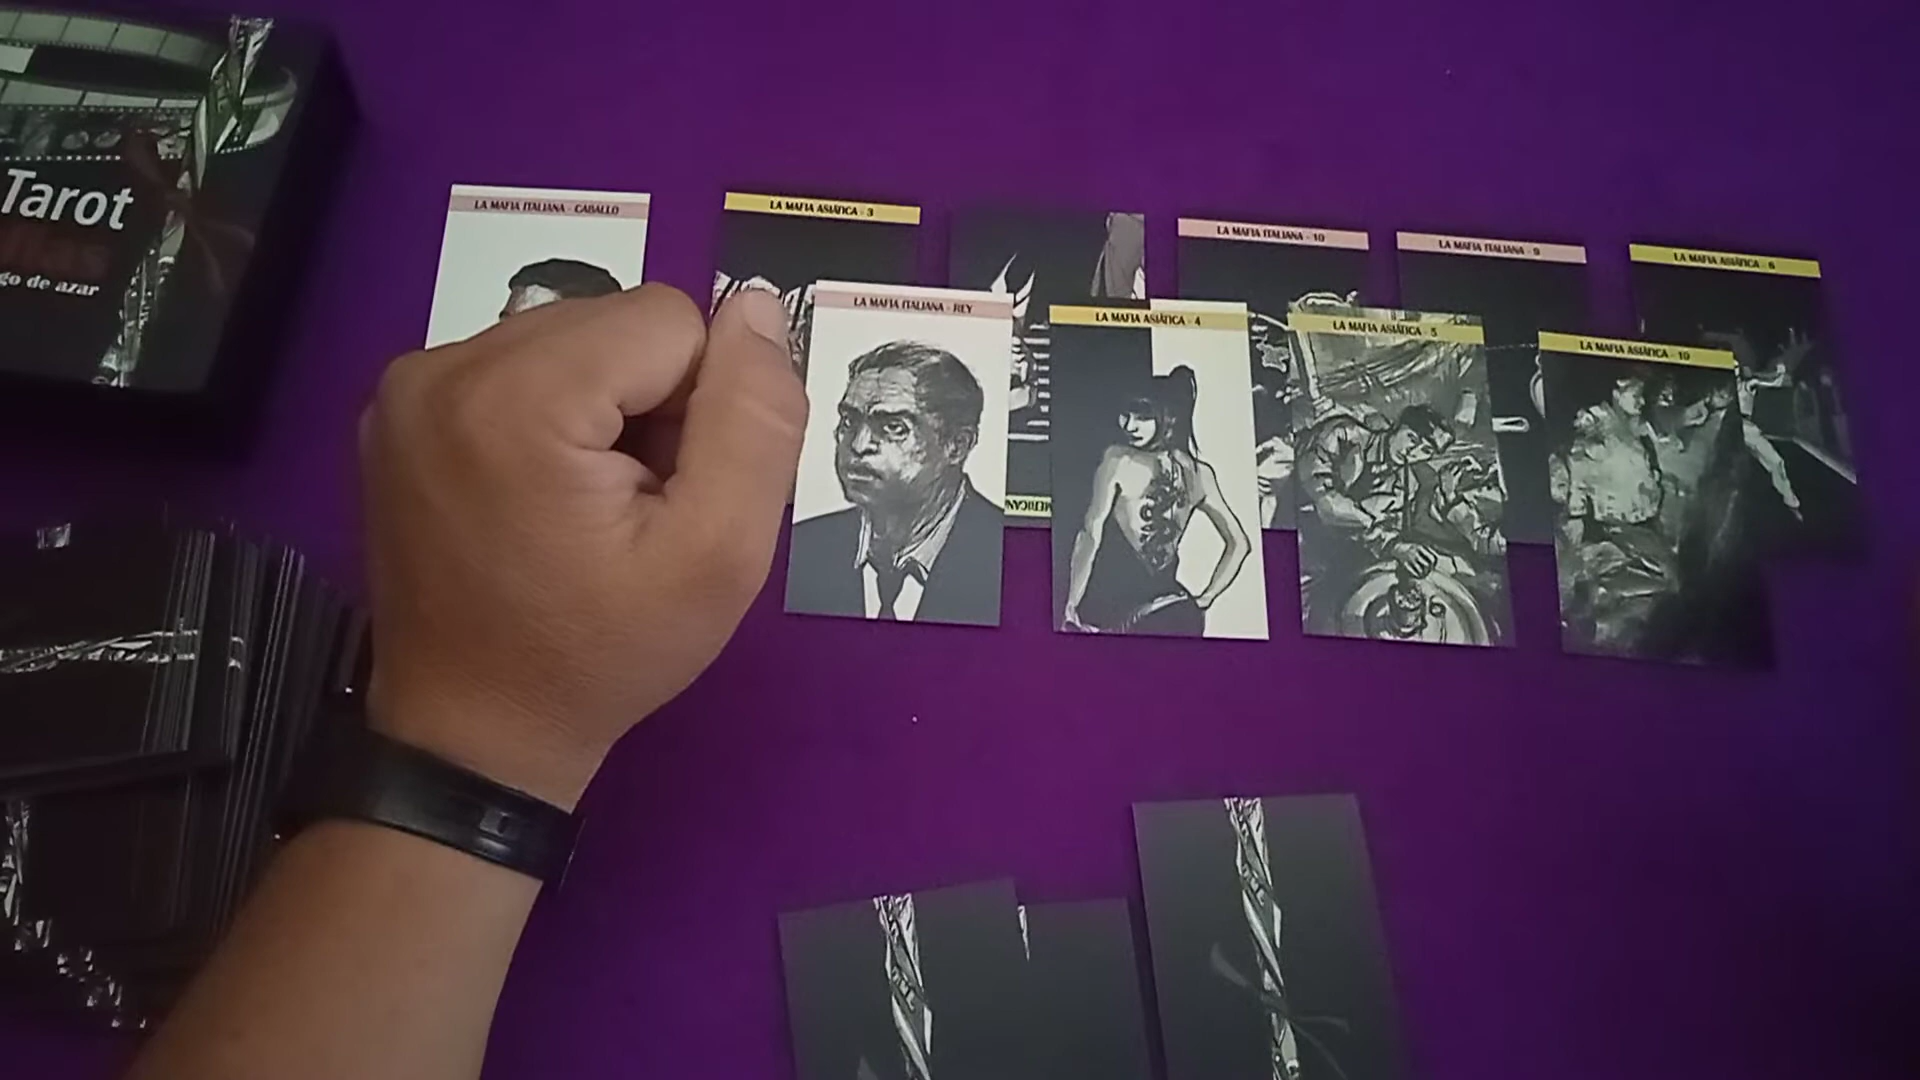 Tarot
go de azar
LA MAFIA ITALIANA - CABALLO
LA MAFIA ASIÁTICA - 3
LA MAFIA ITALIANA - 10
LA MAFIA ITALIANA - 9
LA MAFIA ASIÁTICA - 6
LA MAFIA ITALIANA - REY
LA MAFIA ASIÁTICA - 4
LA MAFIA ASIÁTICA - 5
LA MAFIA ASIÁTICA - 10